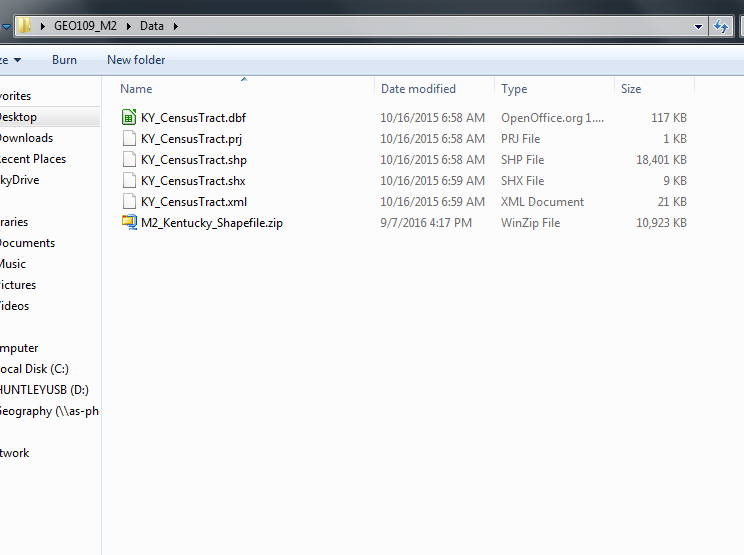 GEO109_M2 Data
ze Burn New folder
Name Date modified Type Size
vorites
Desktop
Downloads
Recent Places
kyDrive
raries
Documents
Music
Pictures
Videos
mputer
ocal Disk (C:)
HUNTLEYUSB (D:)
Geography (\\as-ph
twork
KY_CensusTract.dbf 10/16/2015 6:58 AM OpenOffice.org 1.... 117 KB
KY_CensusTract.prj 10/16/2015 6:58 AM PRJ File 1 KB
KY_CensusTract.shp 10/16/2015 6:58 AM SHP File 18,401 KB
KY_CensusTract.shx 10/16/2015 6:59 AM SHX File 9 KB
KY_CensusTract.xml 10/16/2015 6:59 AM XML Document 21 KB
M2_Kentucky_Shapefile.zip 9/7/2016 4:17 PM WinZip File 10,923 KB